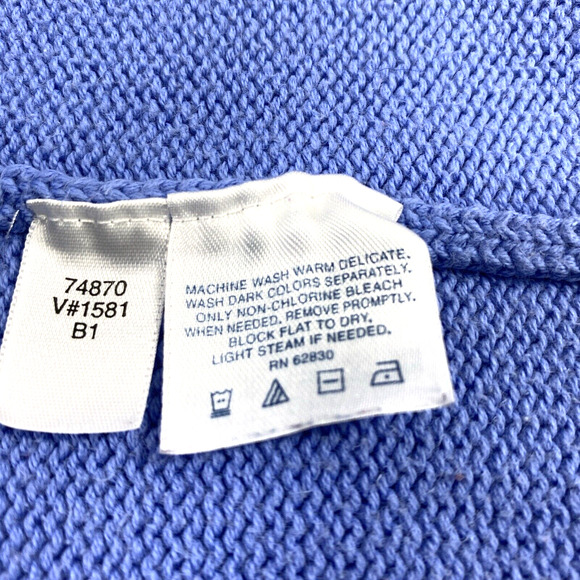 74870
V#1581
B1
MACHINE WASH WARM DELICATE.
WASH DARK COLORS SEPARATELY.
ONLY NON-CHLORINE BLEACH
WHEN NEEDED. REMOVE PROMPTLY.
BLOCK FLAT TO DRY.
LIGHT STEAM IF NEEDED.
RN 62830